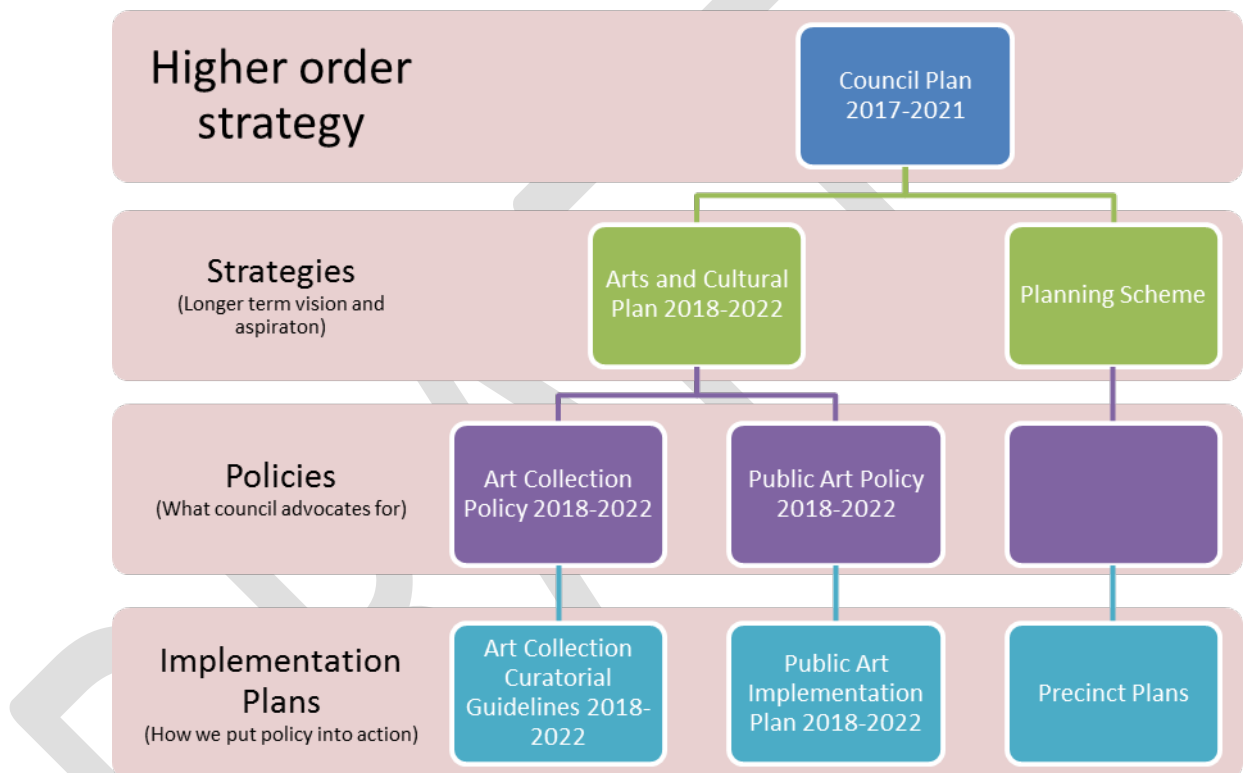 Higher order
strategy
Council Plan
2017-2021
Strategies
(Longer term vision and
aspiraton)
Arts and Cultural
Plan 2018-2022
Planning Scheme
Policies
(What council advocates for)
Art Collection
Policy 2018-2022
Public Art Policy
2018-2022
Implementation
Plans
(How we put policy into action)
Art Collection
Curatorial
Guidelines 2018-
2022
Public Art
Implementation
Plan 2018-2022
Precinct Plans